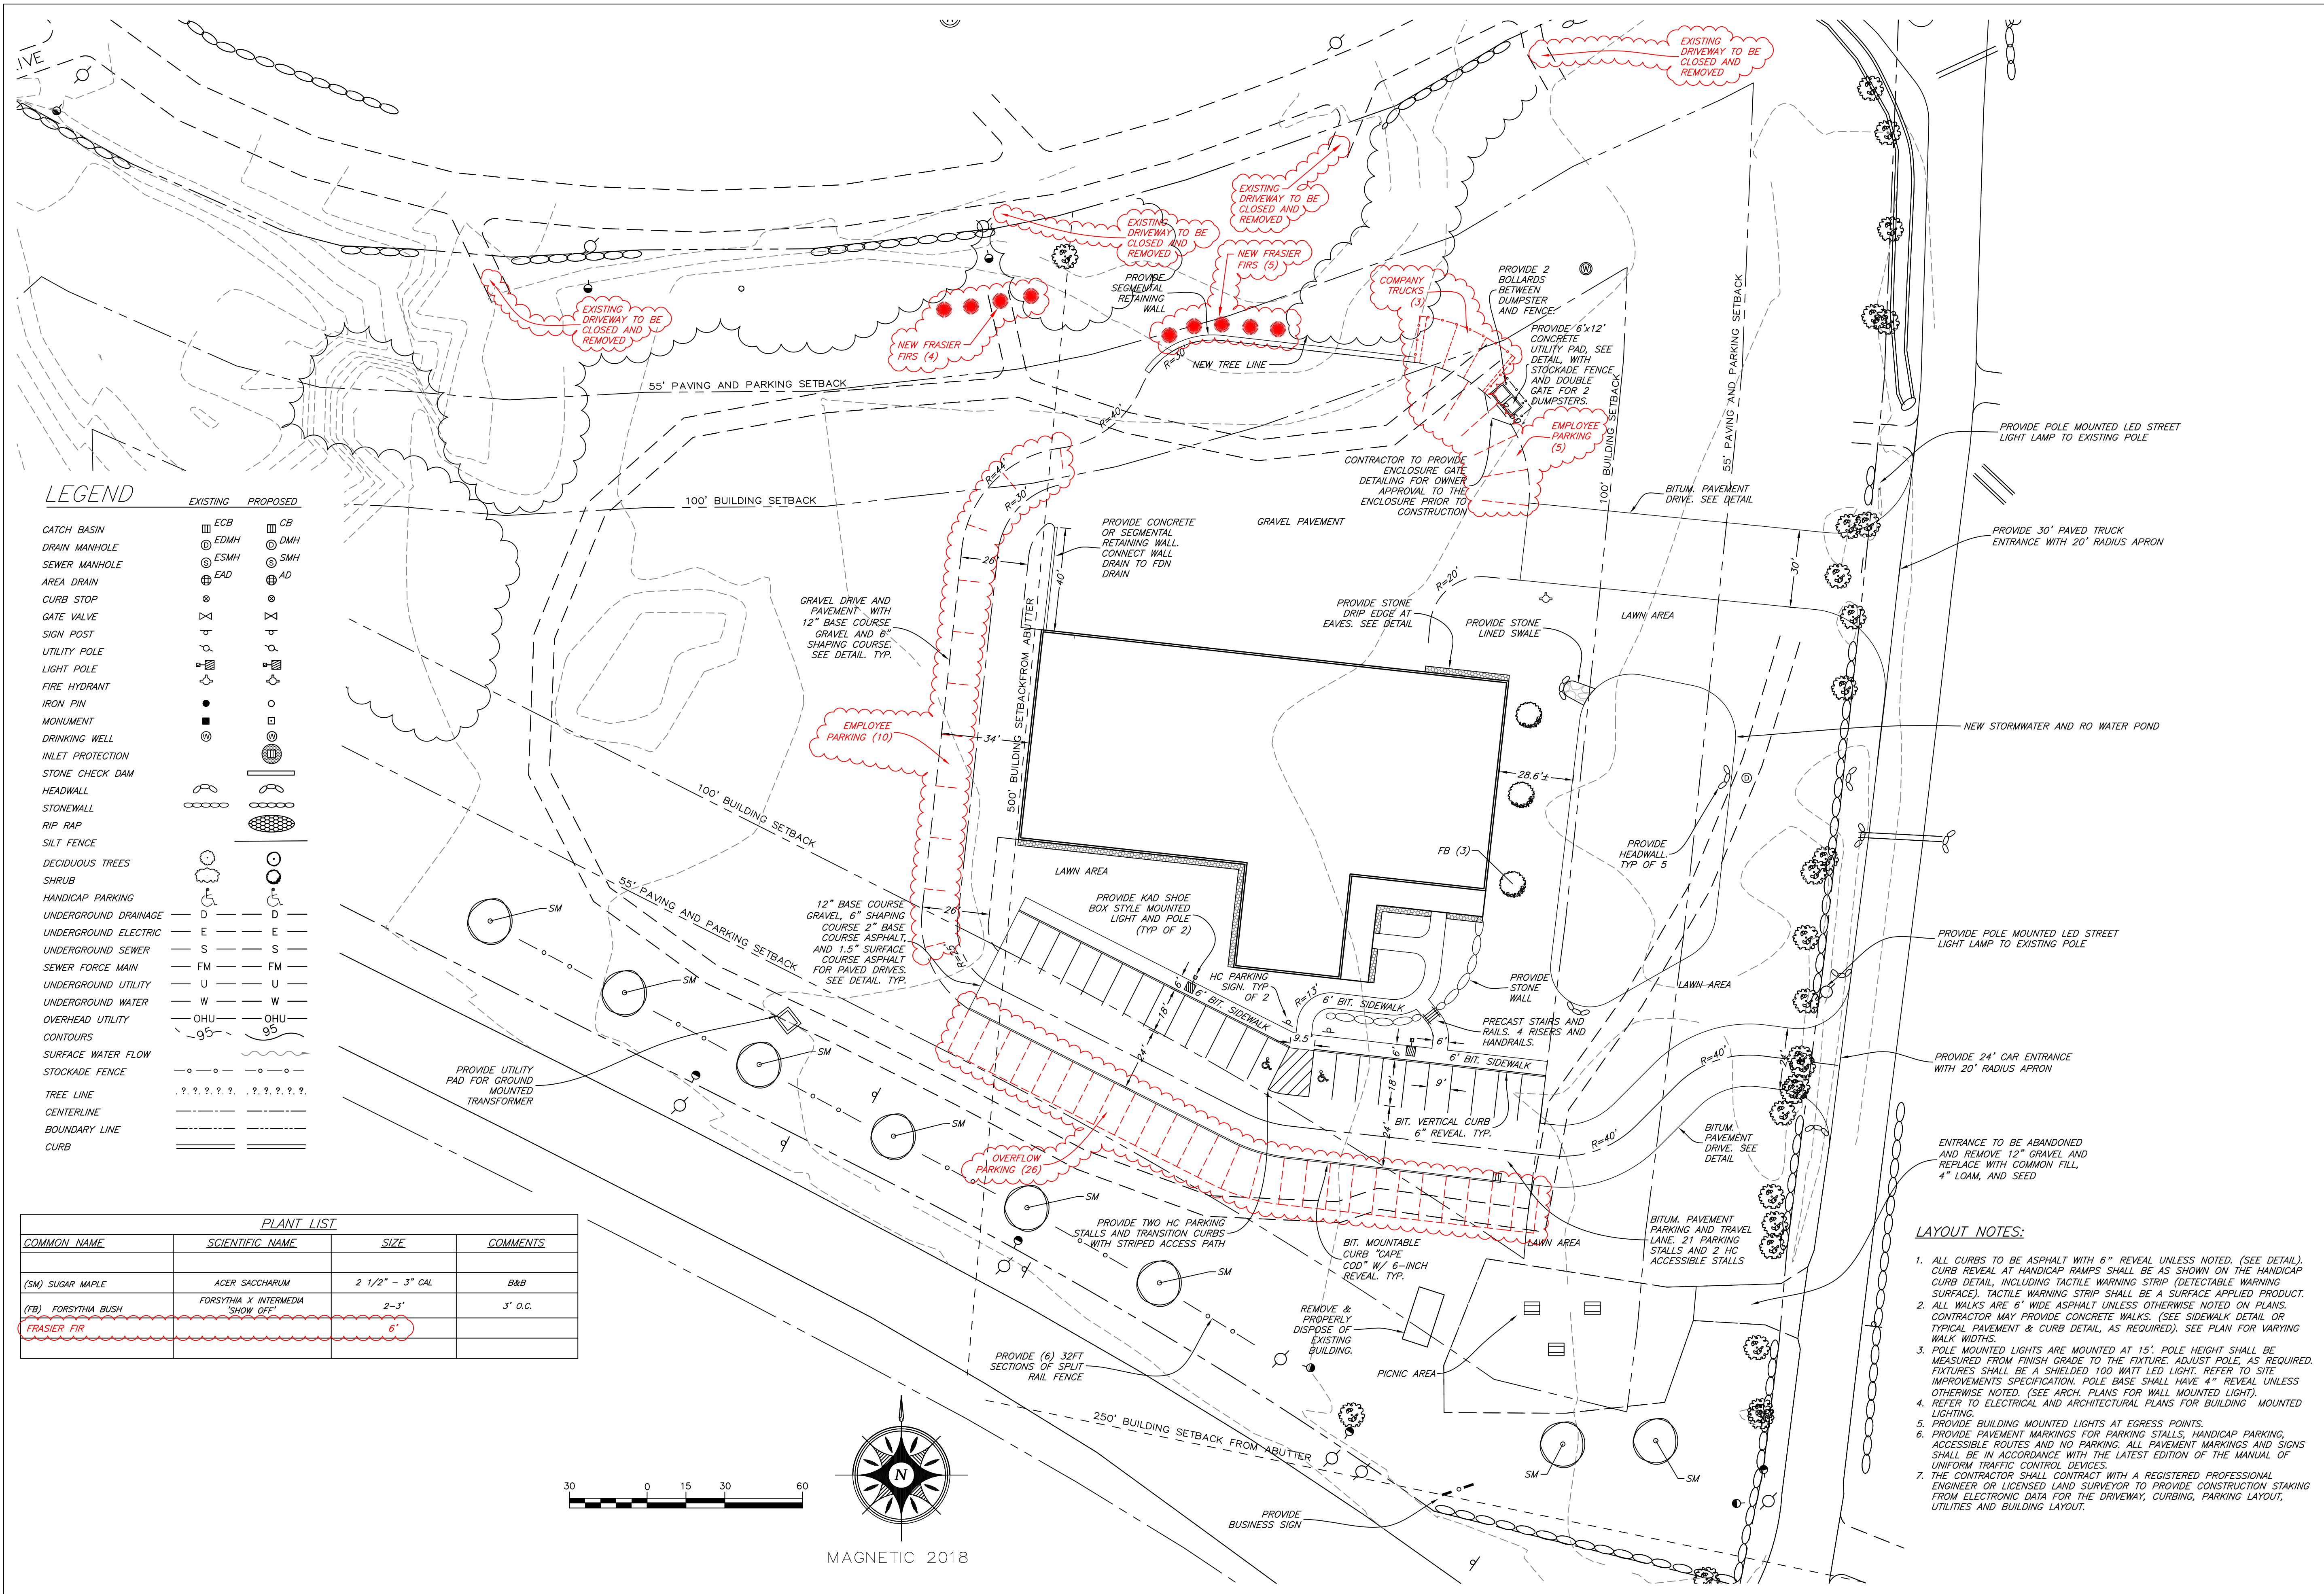 IVE
EXISTING
DRIVEWAY TO BE
CLOSED AND
REMOVED
EXISTING
DRIVEWAY TO BE
CLOSED AND
REMOVED
EXISTING
DRIVEWAY TO BE
CLOSED AND
REMOVED
EXISTING
DRIVEWAY TO BE
CLOSED AND
REMOVED
NEW FRASIER
FIRS (5)
NEW FRASIER
FIRS (4)
PROVIDE
SEGMENTAL
RETAINING
WALL
COMPANY
TRUCKS
(3)
PROVIDE 2
BOLLARDS
BETWEEN
DUMPSTER
AND FENCE.
W
PROVIDE 6'x12'
CONCRETE
UTILITY PAD, SEE
DETAIL, WITH
STOCKADE FENCE
AND DOUBLE
GATE FOR 2
DUMPSTERS.
R=30'
NEW TREE LINE
55' PAVING AND PARKING SETBACK
R=40'
EMPLOYEE
PARKING
(5)
CONTRACTOR TO PROVIDE
ENCLOSURE GATE
DETAILING FOR OWNER
APPROVAL TO THE
ENCLOSURE PRIOR TO
CONSTRUCTION
100' BUILDING SETBACK
55' PAVING AND PARKING SETBACK
PROVIDE POLE MOUNTED LED STREET
LIGHT LAMP TO EXISTING POLE
BITUM. PAVEMENT
DRIVE. SEE DETAIL
PROVIDE 30' PAVED TRUCK
ENTRANCE WITH 20' RADIUS APRON
R=44'
R=30'
100' BUILDING SETBACK
PROVIDE CONCRETE
OR SEGMENTAL
RETAINING WALL.
CONNECT WALL
DRAIN TO FDN
DRAIN
GRAVEL PAVEMENT
26'
40'
30'
R=20'
GRAVEL DRIVE AND
PAVEMENT WITH
12" BASE COURSE
GRAVEL AND 6"
SHAPING COURSE.
SEE DETAIL. TYP.
PROVIDE STONE
DRIP EDGE AT
EAVES. SEE DETAIL
PROVIDE STONE
LINED SWALE
LAWN AREA
500' BUILDING SETBACKFROM ABUTTER
EMPLOYEE
PARKING (10)
34'
NEW STORMWATER AND RO WATER POND
28.6'±
D
100' BUILDING SETBACK
PROVIDE
HEADWALL.
TYP OF 5
FB (3)
LAWN AREA
55' PAVING AND PARKING SETBACK
PROVIDE KAD SHOE
BOX STYLE MOUNTED
LIGHT AND POLE
(TYP OF 2)
12" BASE COURSE
GRAVEL, 6" SHAPING
COURSE 2" BASE
COURSE ASPHALT,
AND 1.5" SURFACE
COURSE ASPHALT
FOR PAVED DRIVES.
SEE DETAIL. TYP.
26'
R=25'
SM
SM
SM
SM
SM
SM
HC PARKING
SIGN. TYP
OF 2
R=13'
6' BIT. SIDEWALK
6' BIT. SIDEWALK
6' BIT. SIDEWALK
6'
18'
24'
9.5'
6'
6'
9'
18'
24'
PROVIDE
STONE
WALL
PRECAST STAIRS AND
RAILS. 4 RISERS AND
HANDRAILS.
LAWN AREA
PROVIDE POLE MOUNTED LED STREET
LIGHT LAMP TO EXISTING POLE
R=40'
R=40'
24'
PROVIDE 24' CAR ENTRANCE
WITH 20' RADIUS APRON
BIT. VERTICAL CURB
6" REVEAL. TYP.
BITUM.
PAVEMENT
DRIVE. SEE
DETAIL
ENTRANCE TO BE ABANDONED
AND REMOVE 12" GRAVEL AND
REPLACE WITH COMMON FILL,
4" LOAM, AND SEED
PROVIDE UTILITY
PAD FOR GROUND
MOUNTED
TRANSFORMER
OVERFLOW
PARKING (26)
PROVIDE TWO HC PARKING
STALLS AND TRANSITION CURBS
WITH STRIPED ACCESS PATH
BIT. MOUNTABLE
CURB "CAPE
COD" W/ 6-INCH
REVEAL. TYP.
LAWN AREA
BITUM. PAVEMENT
PARKING AND TRAVEL
LANE. 21 PARKING
STALLS AND 2 HC
ACCESSIBLE STALLS
REMOVE &
PROPERLY
DISPOSE OF
EXISTING
BUILDING.
PICNIC AREA
PROVIDE (6) 32FT
SECTIONS OF SPLIT
RAIL FENCE
250' BUILDING SETBACK FROM ABUTTER
SM
SM
PROVIDE
BUSINESS SIGN
LEGEND
EXISTING PROPOSED
CATCH BASIN ECB CB
DRAIN MANHOLE D EDMH D DMH
SEWER MANHOLE S ESMH S SMH
AREA DRAIN EAD AD
CURB STOP
GATE VALVE
SIGN POST
UTILITY POLE
LIGHT POLE
FIRE HYDRANT
IRON PIN
MONUMENT
DRINKING WELL W W
INLET PROTECTION
STONE CHECK DAM
HEADWALL
STONEWALL
RIP RAP
SILT FENCE
DECIDUOUS TREES
SHRUB
HANDICAP PARKING
UNDERGROUND DRAINAGE D D
UNDERGROUND ELECTRIC E E
UNDERGROUND SEWER S S
SEWER FORCE MAIN FM FM
UNDERGROUND UTILITY U U
UNDERGROUND WATER W W
OVERHEAD UTILITY OHU OHU
CONTOURS 95 95
SURFACE WATER FLOW
STOCKADE FENCE
TREE LINE .?.?.?.?.?. .?.?.?.?.?.
CENTERLINE
BOUNDARY LINE
CURB
PLANT LIST
COMMON NAME SCIENTIFIC NAME SIZE COMMENTS
(SM) SUGAR MAPLE ACER SACCHARUM 2 1/2" – 3" CAL B&B
(FB) FORSYTHIA BUSH FORSYTHIA X INTERMEDIA 'SHOW OFF' 2–3' 3' O.C.
FRASIER FIR 6'
30 0 15 30 60
N
MAGNETIC 2018
LAYOUT NOTES:
1. ALL CURBS TO BE ASPHALT WITH 6" REVEAL UNLESS NOTED. (SEE DETAIL).
CURB REVEAL AT HANDICAP RAMPS SHALL BE AS SHOWN ON THE HANDICAP
CURB DETAIL, INCLUDING TACTILE WARNING STRIP (DETECTABLE WARNING
SURFACE). TACTILE WARNING STRIP SHALL BE A SURFACE APPLIED PRODUCT.
2. ALL WALKS ARE 6' WIDE ASPHALT UNLESS OTHERWISE NOTED ON PLANS.
CONTRACTOR MAY PROVIDE CONCRETE WALKS. (SEE SIDEWALK DETAIL OR
TYPICAL PAVEMENT & CURB DETAIL, AS REQUIRED). SEE PLAN FOR VARYING
WALK WIDTHS.
3. POLE MOUNTED LIGHTS ARE MOUNTED AT 15'. POLE HEIGHT SHALL BE
MEASURED FROM FINISH GRADE TO THE FIXTURE. ADJUST POLE, AS REQUIRED.
FIXTURES SHALL BE A SHIELDED 100 WATT LED LIGHT. REFER TO SITE
IMPROVEMENTS SPECIFICATION. POLE BASE SHALL HAVE 4" REVEAL UNLESS
OTHERWISE NOTED. (SEE ARCH. PLANS FOR WALL MOUNTED LIGHT).
4. REFER TO ELECTRICAL AND ARCHITECTURAL PLANS FOR BUILDING MOUNTED
LIGHTING.
5. PROVIDE BUILDING MOUNTED LIGHTS AT EGRESS POINTS.
6. PROVIDE PAVEMENT MARKINGS FOR PARKING STALLS, HANDICAP PARKING,
ACCESSIBLE ROUTES AND NO PARKING. ALL PAVEMENT MARKINGS AND SIGNS
SHALL BE IN ACCORDANCE WITH THE LATEST EDITION OF THE MANUAL OF
UNIFORM TRAFFIC CONTROL DEVICES.
7. THE CONTRACTOR SHALL CONTRACT WITH A REGISTERED PROFESSIONAL
ENGINEER OR LICENSED LAND SURVEYOR TO PROVIDE CONSTRUCTION STAKING
FROM ELECTRONIC DATA FOR THE DRIVEWAY, CURBING, PARKING LAYOUT,
UTILITIES AND BUILDING LAYOUT.